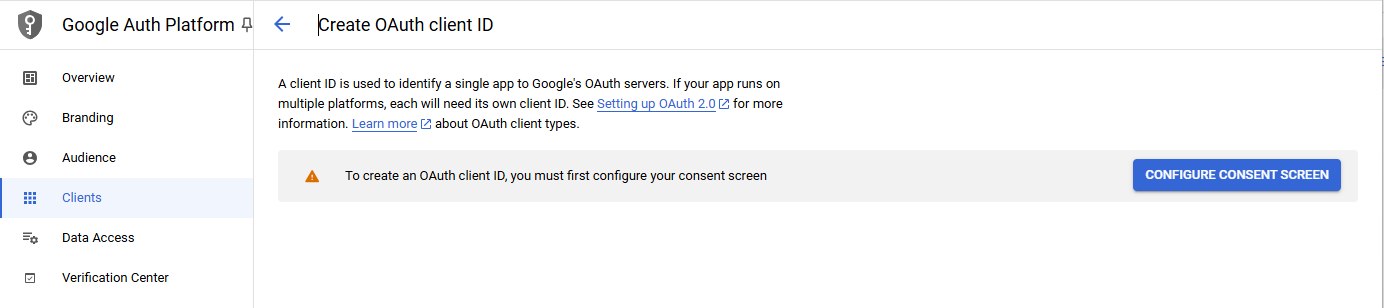 Google Auth Platform
Create OAuth client ID
Overview
Branding
Audience
Clients
Data Access
Verification Center
A client ID is used to identify a single app to Google's OAuth servers. If your app runs on
multiple platforms, each will need its own client ID. See Setting up OAuth 2.0 for more
information. Learn more about OAuth client types.
To create an OAuth client ID, you must first configure your consent screen
CONFIGURE CONSENT SCREEN